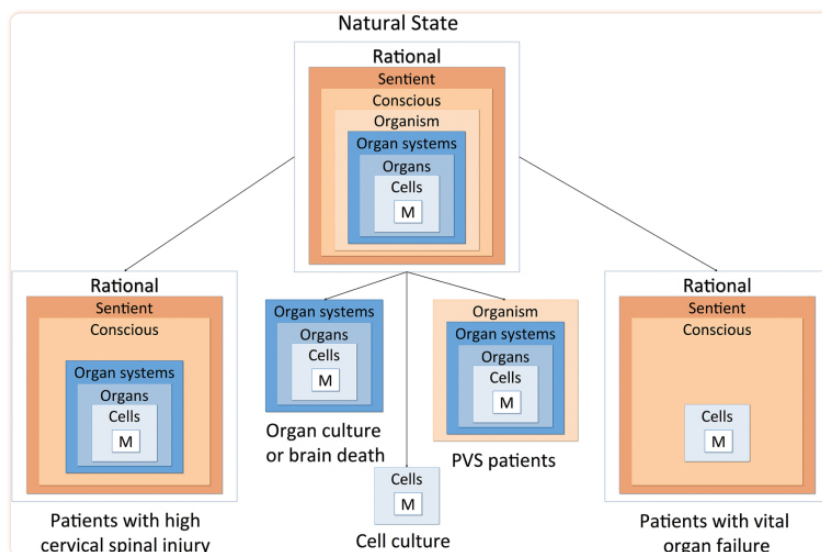 Natural State
Rational
Sentient
Conscious
Organism
Organ systems
Organs
Cells
M
Rational
Sentient
Conscious
Organ systems
Organs
Cells
M
Patients with high
cervical spinal injury
Organ systems
Organs
Cells
M
Organ culture
or brain death
Cells
M
Cell culture
Organism
Organ systems
Organs
Cells
M
PVS patients
Rational
Sentient
Conscious
Cells
M
Patients with vital
organ failure